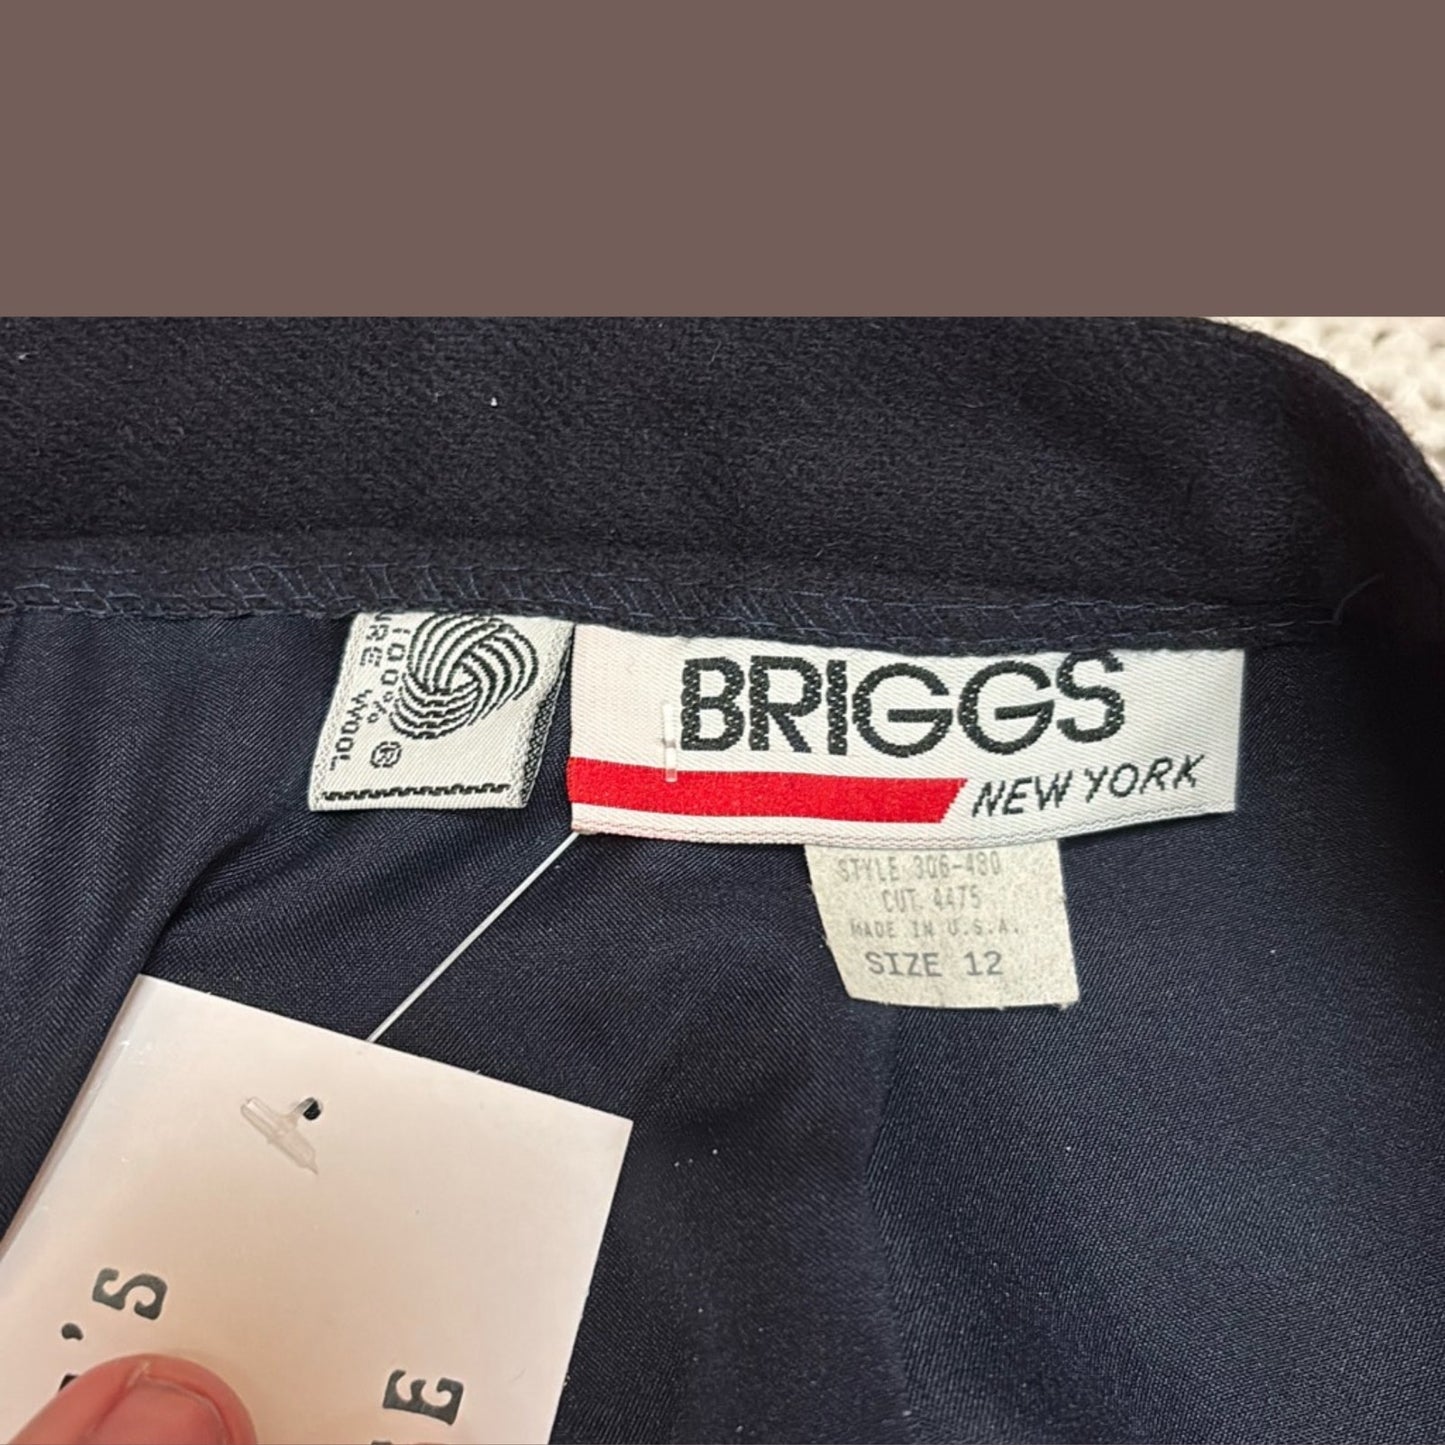 100%
PURE WOOL
®
BRIGGS
NEW YORK
STYLE 306-480
CUT 4475
MADE IN U.S.A.
SIZE 12
'S
E